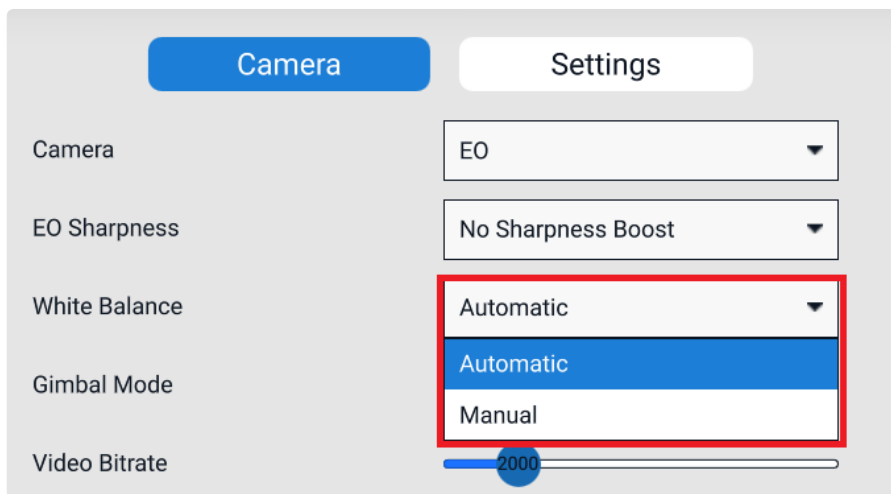 Camera Settings
Camera EO
EO Sharpness No Sharpness Boost
White Balance Automatic
Automatic
Gimbal Mode
Manual
Video Bitrate 2000